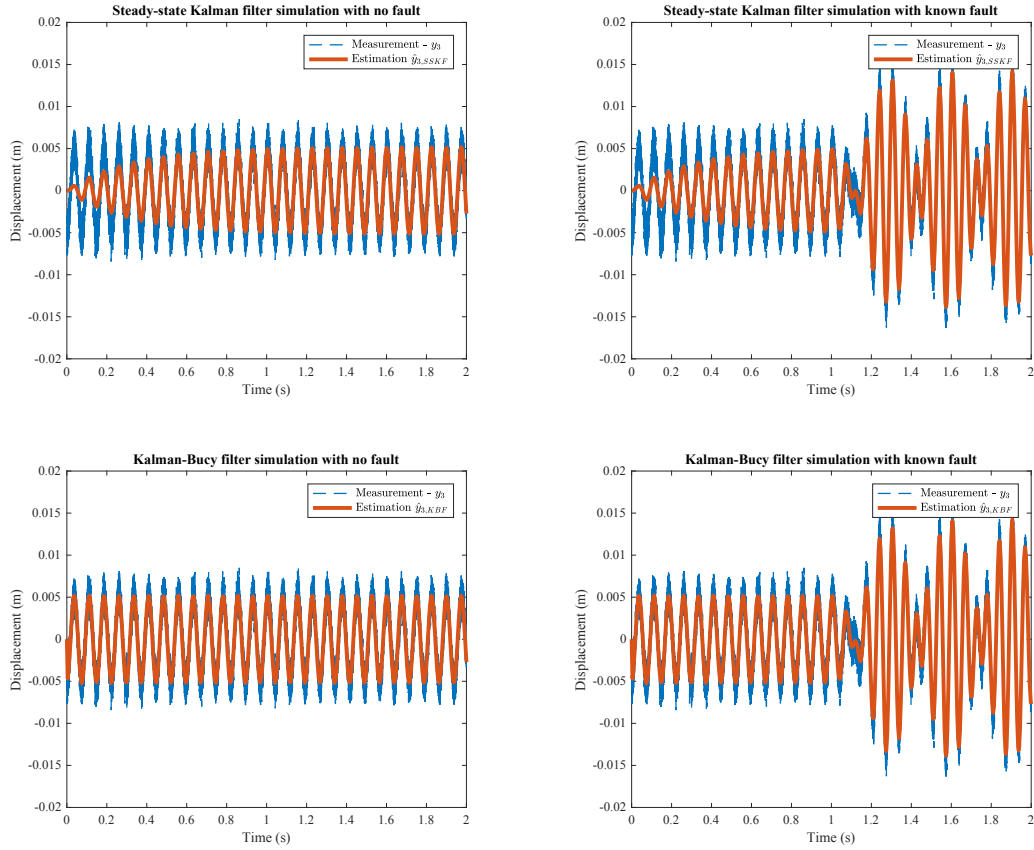 Steady-state Kalman filter simulation with no fault
Measurement - y₃
Estimation ŷ₃,SSKF
0.02
0.015
0.01
0.005
0
-0.005
-0.01
-0.015
-0.02
Displacement (m)
0 0.2 0.4 0.6 0.8 1 1.2 1.4 1.6 1.8 2
Time (s)
Steady-state Kalman filter simulation with known fault
Measurement - y₃
Estimation ŷ₃,SSKF
0.02
0.015
0.01
0.005
0
-0.005
-0.01
-0.015
-0.02
Displacement (m)
0 0.2 0.4 0.6 0.8 1 1.2 1.4 1.6 1.8 2
Time (s)
Kalman-Bucy filter simulation with no fault
Measurement - y₃
Estimation ŷ₃,KBF
0.02
0.015
0.01
0.005
0
-0.005
-0.01
-0.015
-0.02
Displacement (m)
0 0.2 0.4 0.6 0.8 1 1.2 1.4 1.6 1.8 2
Time (s)
Kalman-Bucy filter simulation with known fault
Measurement - y₃
Estimation ŷ₃,KBF
0.02
0.015
0.01
0.005
0
-0.005
-0.01
-0.015
-0.02
Displacement (m)
0 0.2 0.4 0.6 0.8 1 1.2 1.4 1.6 1.8 2
Time (s)